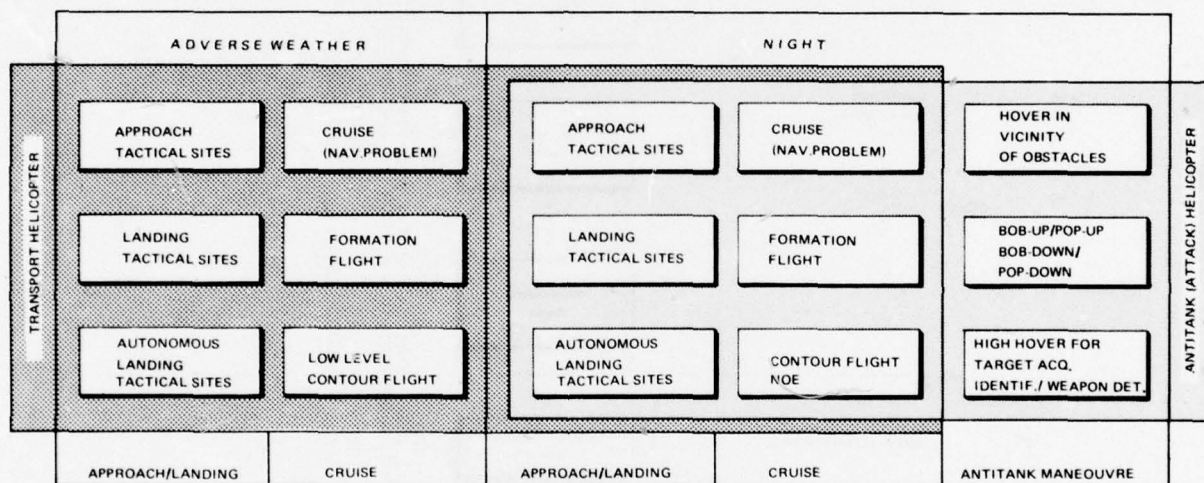 ADVERSE WEATHER
NIGHT
TRANSPORT HELICOPTER
APPROACH
TACTICAL SITES
CRUISE
(NAV.PROBLEM)
APPROACH
TACTICAL SITES
CRUISE
(NAV.PROBLEM)
HOVER IN
VICINITY
OF OBSTACLES
ANTITANK (ATTACK) HELICOPTER
LANDING
TACTICAL SITES
FORMATION
FLIGHT
LANDING
TACTICAL SITES
FORMATION
FLIGHT
BOB-UP/POP-UP
BOB-DOWN/
POP-DOWN
AUTONOMOUS
LANDING
TACTICAL SITES
LOW LEVEL
CONTOUR FLIGHT
AUTONOMOUS
LANDING
TACTICAL SITES
CONTOUR FLIGHT
NOE
HIGH HOVER FOR
TARGET ACQ.
IDENTIF./ WEAPON DET.
APPROACH/LANDING
CRUISE
APPROACH/LANDING
CRUISE
ANTITANK MANEOUVRE